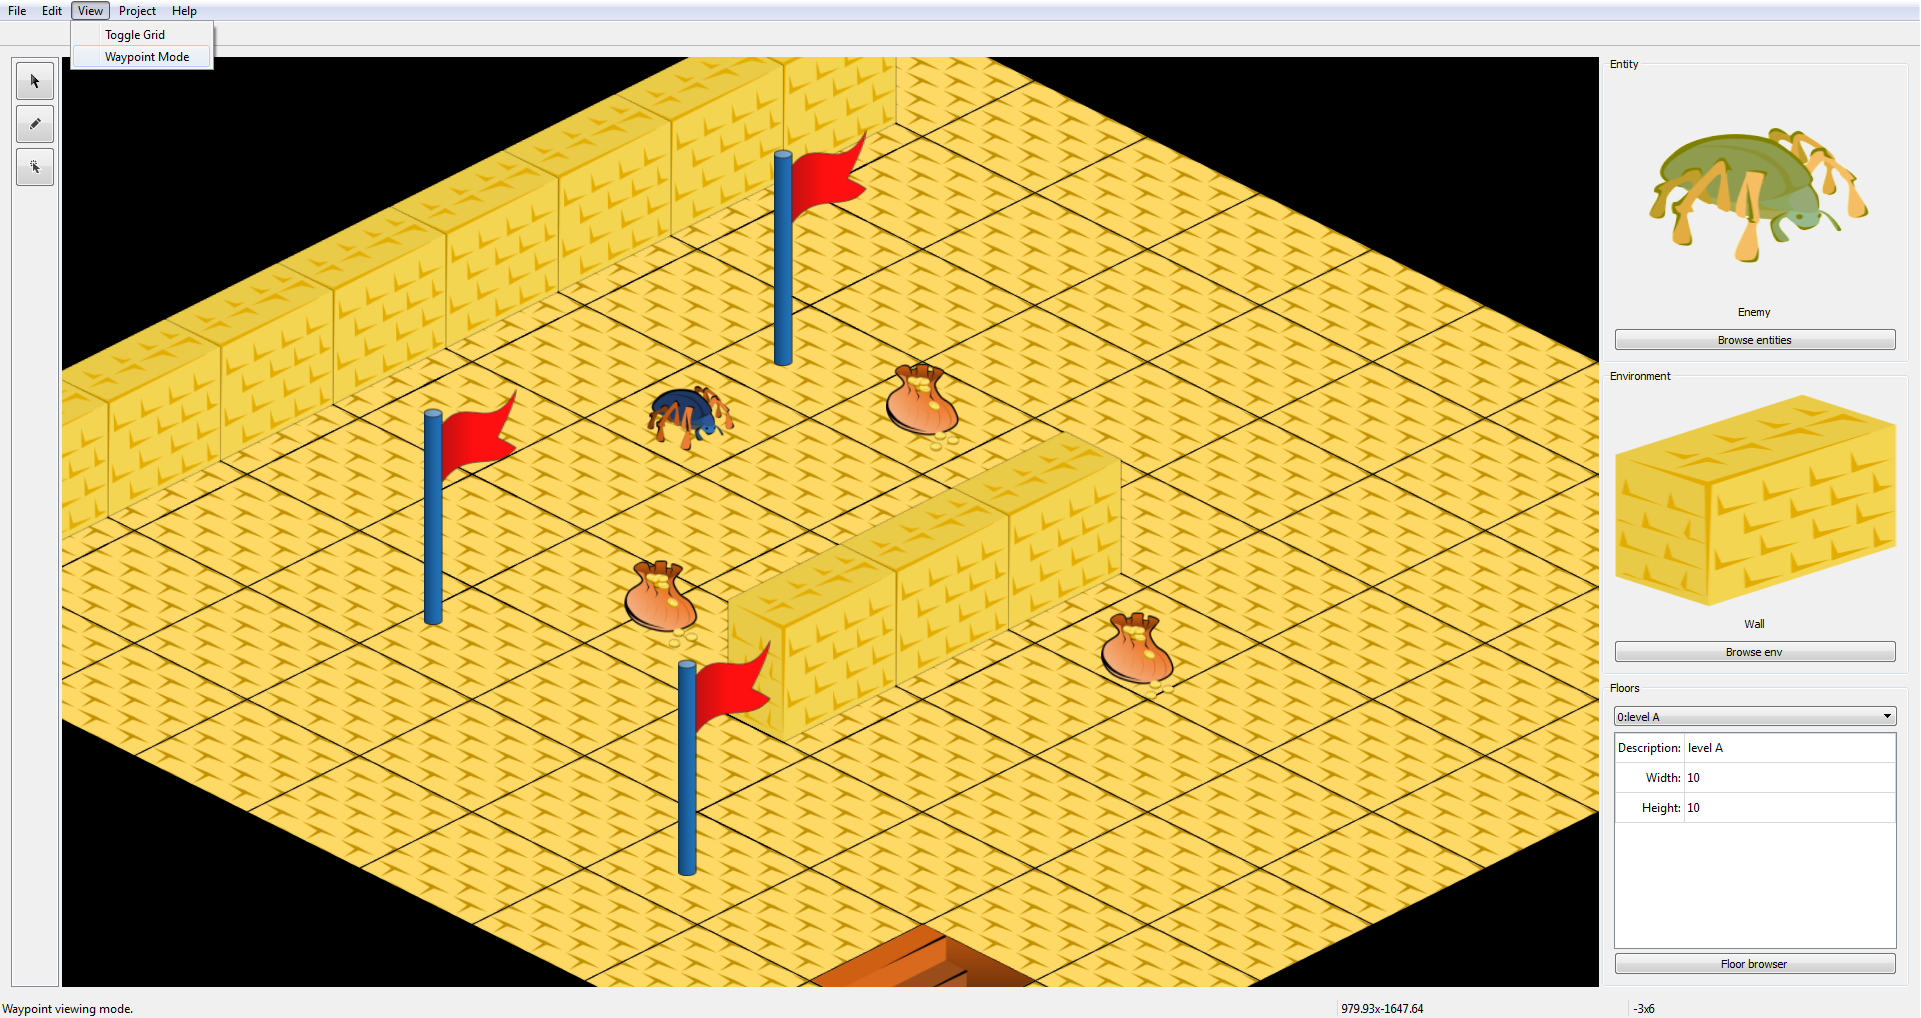 File Edit View Project Help
Toggle Grid
Waypoint Mode
Entity
Enemy
Browse entities
Environment
Wall
Browse env
Floors
0:level A
Description: level A
Width: 10
Height: 10
Floor browser
Waypoint viewing mode. 979.93x-1647.64 -3x6